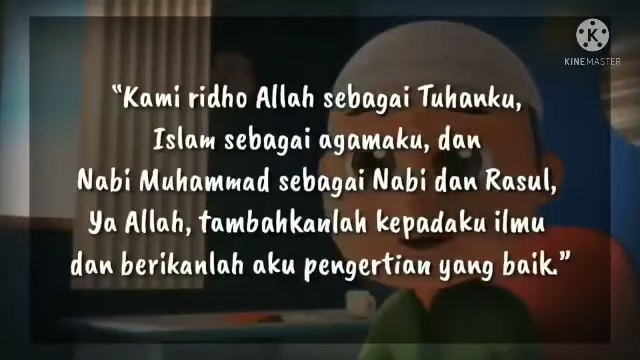 KINEMASTER
"Kami ridho Allah sebagai Tuhanku,
Islam sebagai agamaku, dan
Nabi Muhammad sebagai Nabi dan Rasul,
Ya Allah, tambahkanlah kepadaku ilmu
dan berikanlah aku pengertian yang baik."